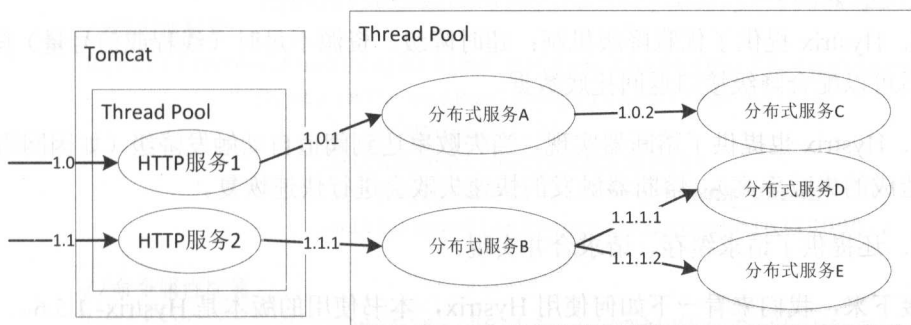 Thread Pool
Tomcat
Thread Pool
1.0
HTTP服务1
1.0.1
分布式服务A
1.0.2
分布式服务C
1.1
HTTP服务2
1.1.1
分布式服务B
1.1.1.1
分布式服务D
1.1.1.2
分布式服务E